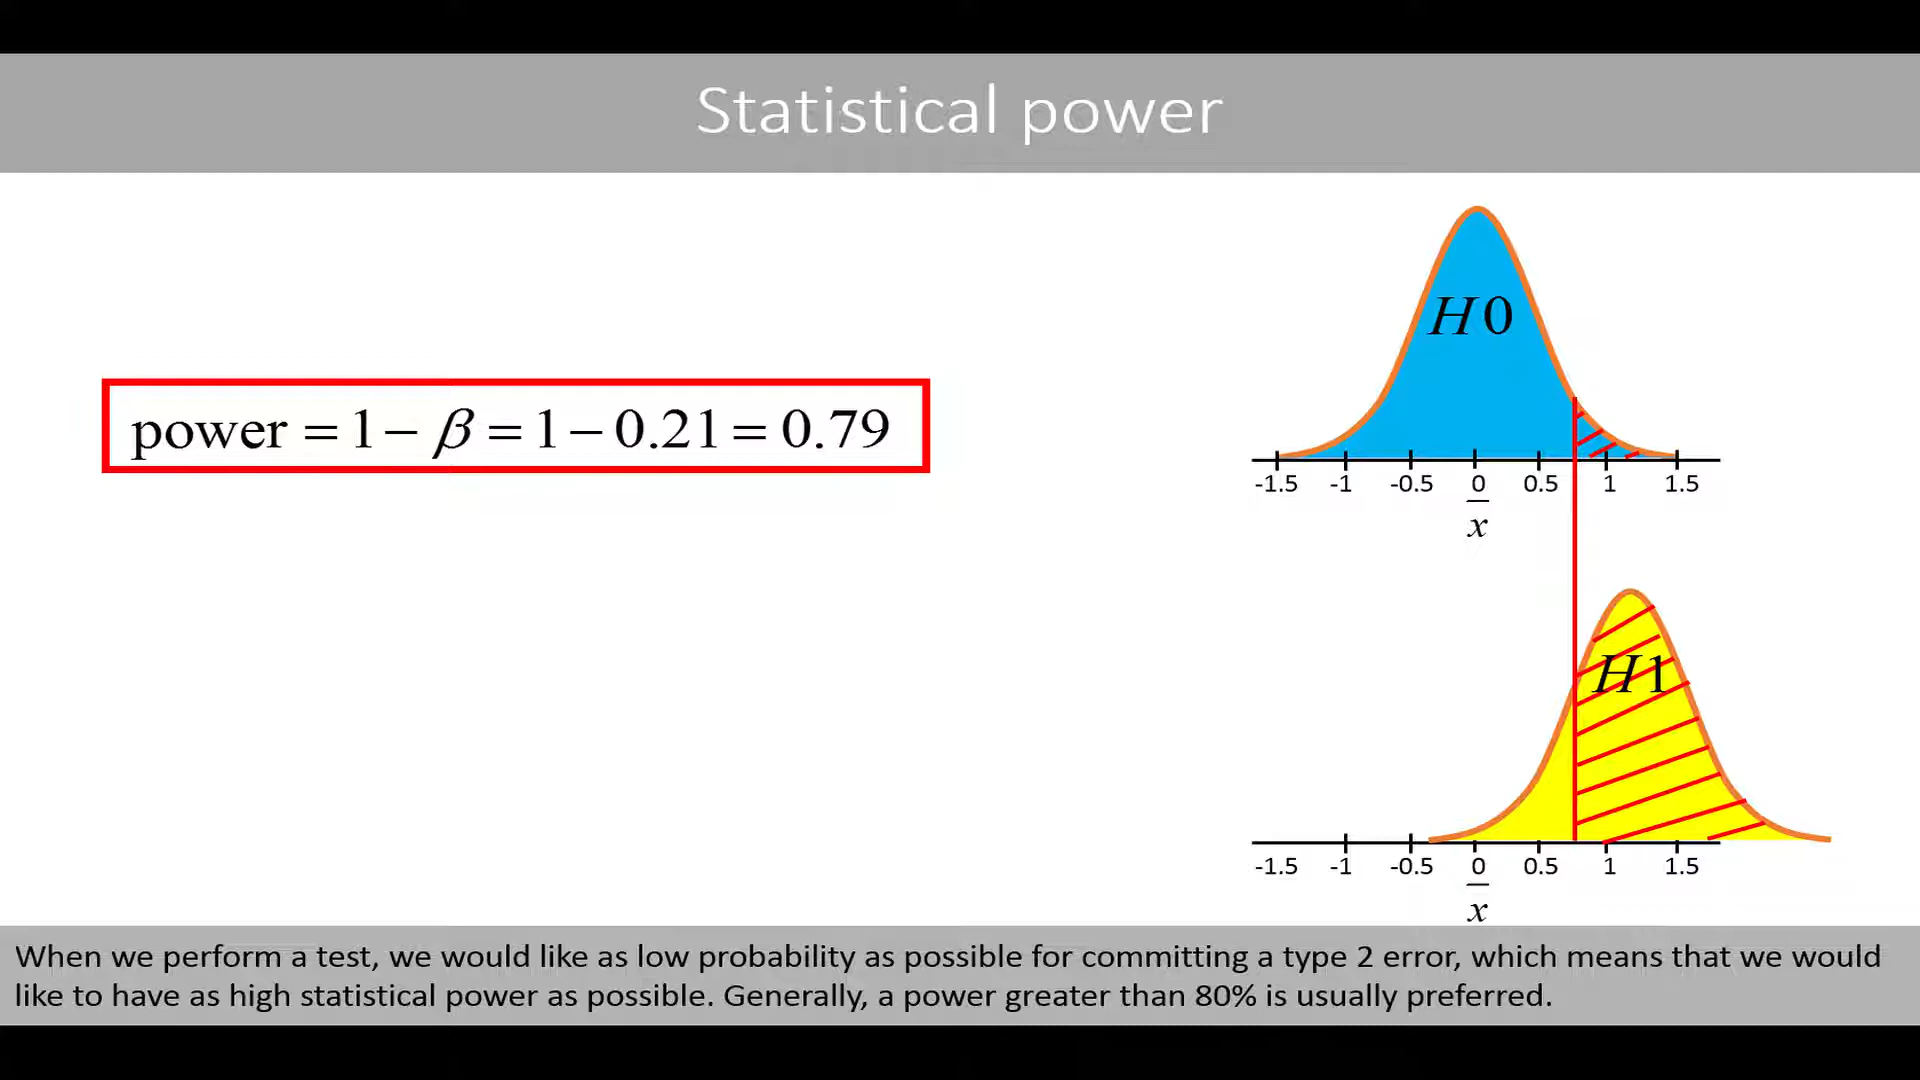 Statistical power
power = 1 − β = 1 − 0.21 = 0.79
H0
-1.5 -1 -0.5 0 0.5 1 1.5
x̅
H1
-1.5 -1 -0.5 0 0.5 1 1.5
x̅
When we perform a test, we would like as low probability as possible for committing a type 2 error, which means that we would
like to have as high statistical power as possible. Generally, a power greater than 80% is usually preferred.